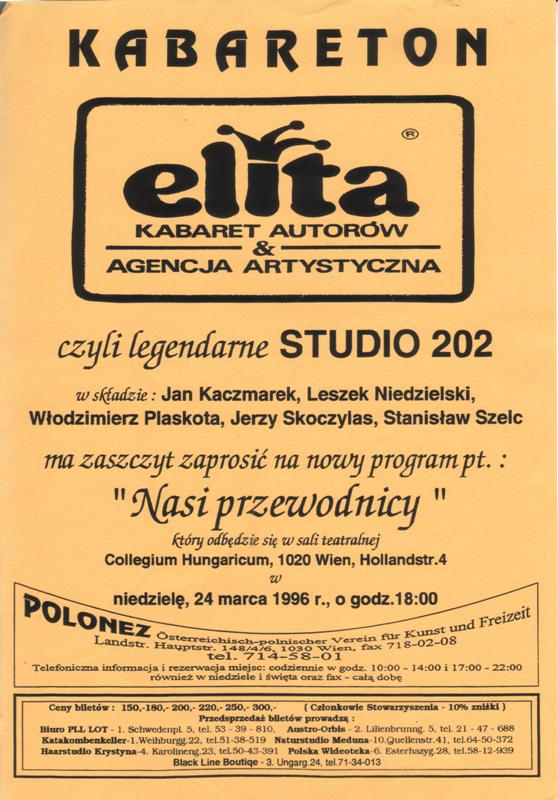 KABARETON
elita ®
KABARET AUTORÓW
&
AGENCJA ARTYSTYCZNA
czyli legendarne STUDIO 202
w składzie : Jan Kaczmarek, Leszek Niedzielski,
Włodzimierz Plaskota, Jerzy Skoczylas, Stanisław Szelc
ma zaszczyt zaprosić na nowy program pt. :
"Nasi przewodnicy "
który odbędzie się w sali teatralnej
Collegium Hungaricum, 1020 Wien, Hollandstr.4
w
niedzielę, 24 marca 1996 r., o godz.18:00
POLONEZ Österreichisch-polnischer Verein für Kunst und Freizeit
Landstr. Hauptstr. 148/4/6, 1030 Wien, fax 718-02-08
tel. 714-58-01
Telefoniczna informacja i rezerwacja miejsc: codziennie w godz. 10:00 - 14:00 i 17:00 - 22:00
również w niedziele i święta oraz fax - całą dobę
Ceny biletów : 150,-180,- 200,- 220,- 250,- 300,- ( Członkowie Stowarzyszenia - 10% zniżki )
Przedsprzedaż biletów prowadzą :
Biuro PLL LOT - 1. Schwedenpl. 5, tel. 53 - 39 - 810, Austro-Orbis - 2. Lilienbrunng. 5, tel. 21 - 47 - 688
Katakombenkeller-1.Weihburgg.22, tel.51-38-519 Naturstudio Meduna-10.Quellenstr.41, tel.64-50-372
Haarstudio Krystyna-4. Karolineng.23, tel.50-43-391 Polska Wideoteka-6. Esterhazyg.28, tel.58-12-939
Black Line Boutiqe - 3. Ungarg.24, tel.71-34-013